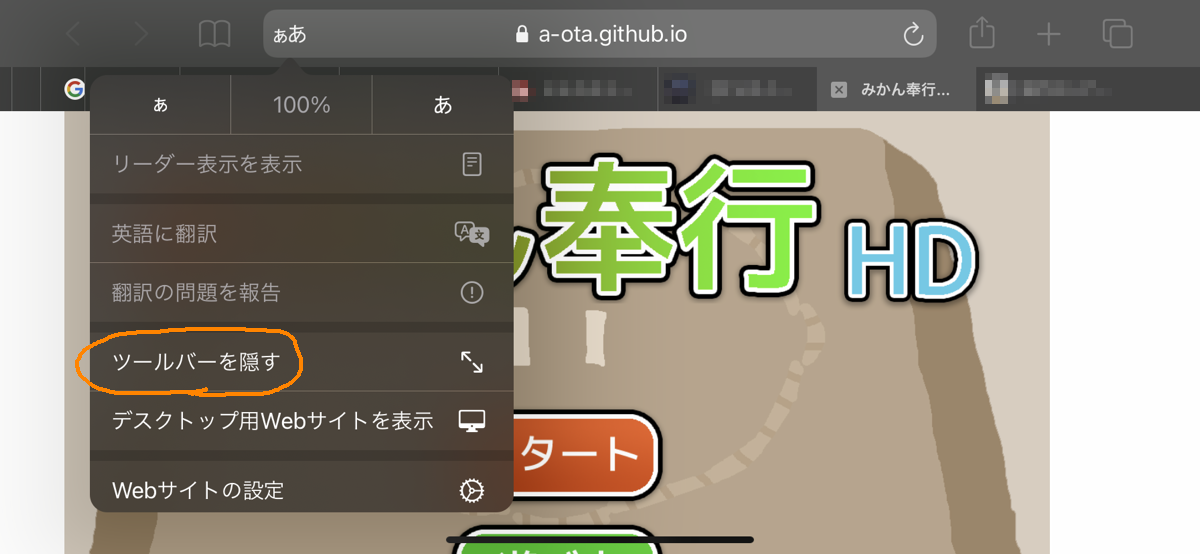 ぁあ
a-ota.github.io
みかん奉行...
ぁ
100%
あ
リーダー表示を表示
英語に翻訳
翻訳の問題を報告
ツールバーを隠す
デスクトップ用Webサイトを表示
Webサイトの設定
奉行 HD
タート